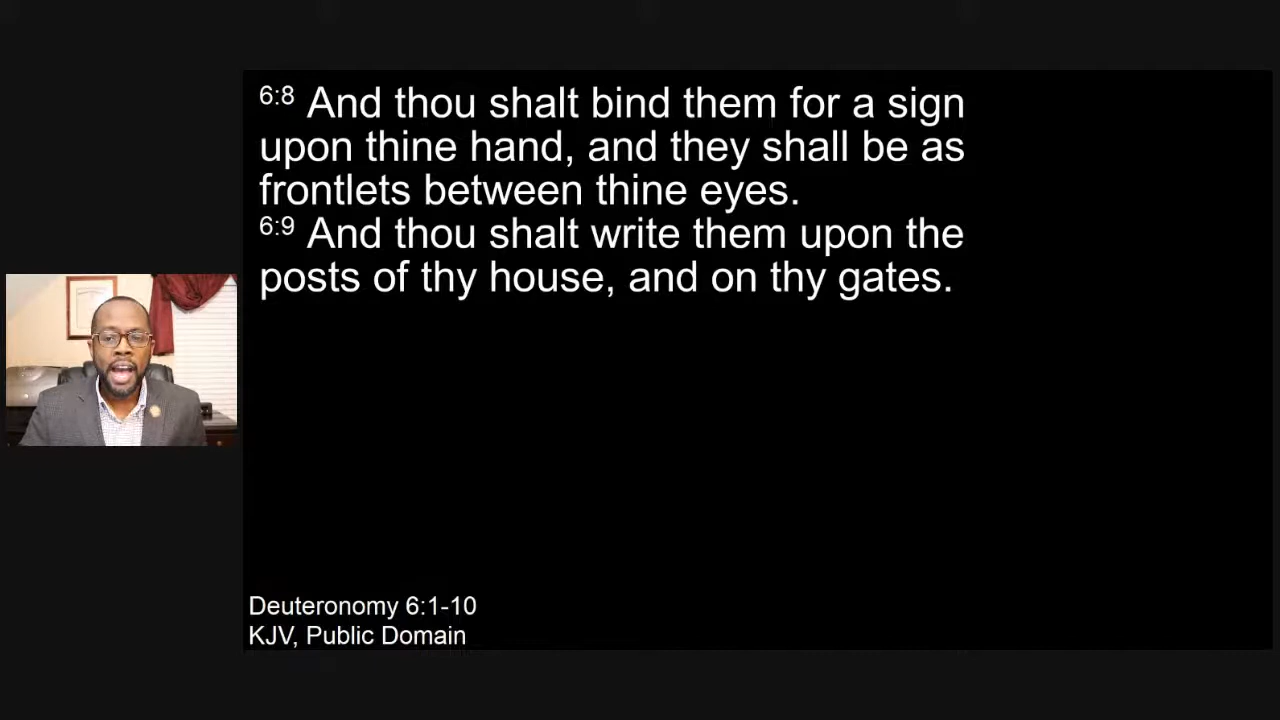 6:8 And thou shalt bind them for a sign
upon thine hand, and they shall be as
frontlets between thine eyes.
6:9 And thou shalt write them upon the
posts of thy house, and on thy gates.
Deuteronomy 6:1-10
KJV, Public Domain